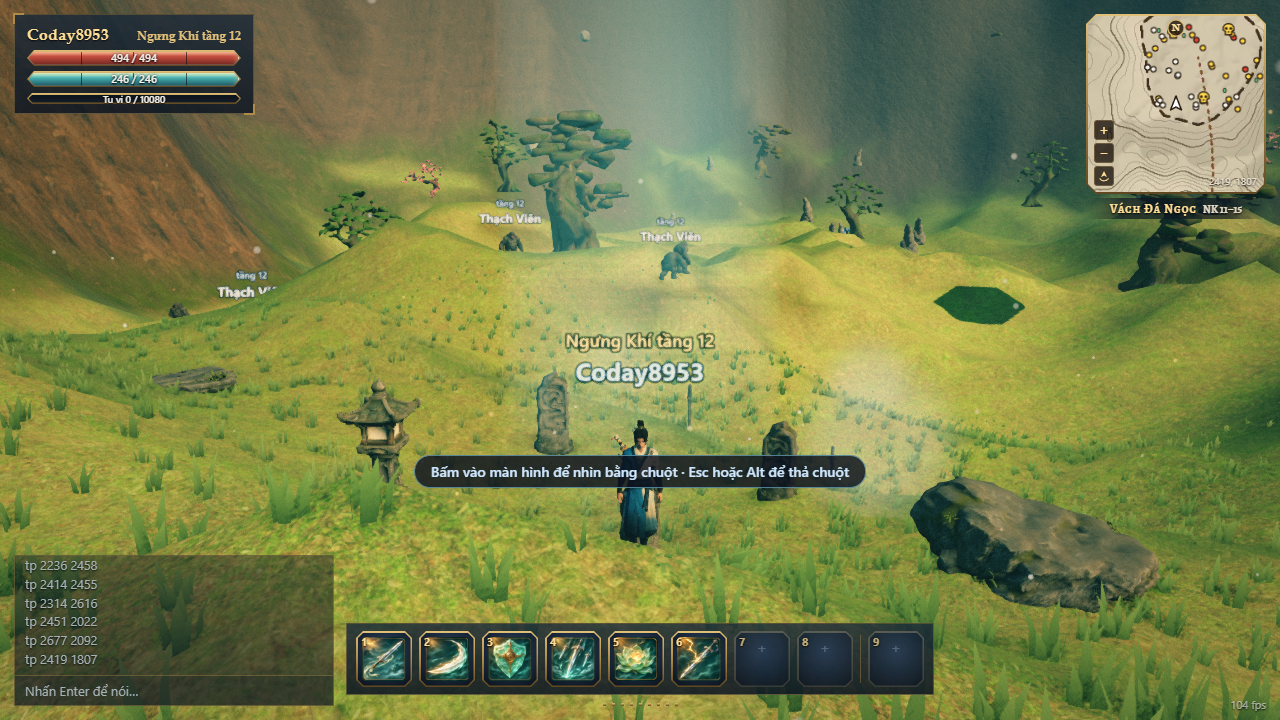 Coday8953
Ngưng Khí tầng 12
494 / 494
246 / 246
Tu vi 0 / 10080
N
+
−
2419, 1807
Vách Đá Ngọc NK 11–15
tầng 12
Thạch Viên
tầng 12
Thạch Viên
tầng 12
Ngưng Khí tầng 12
Coday8953
Bấm vào màn hình để nhìn bằng chuột · Esc hoặc Alt để thả chuột
tp 2236 2458
tp 2414 2455
tp 2314 2616
tp 2451 2022
tp 2677 2092
tp 2419 1807
Nhấn Enter để nói...
1 2 3 4 5 6 7 8 9
+ + +
104 fps